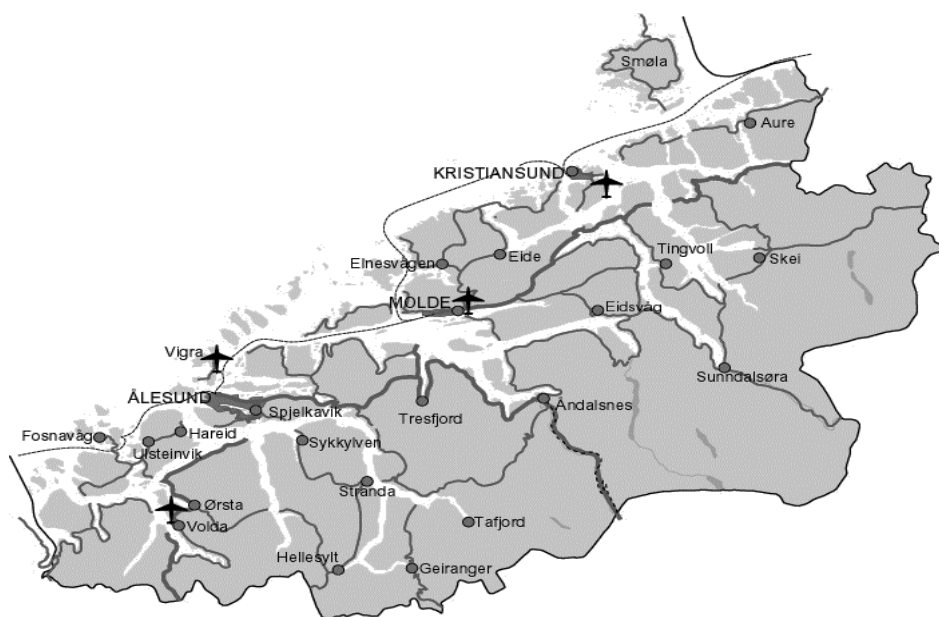 Smøla
Aure
KRISTIANSUND
Eide
Tingvoll
Skei
Elnesvågen
MOLDE
Eidsvåg
Vigra
Sunndalsøra
ÅLESUND
Spjelkavik
Tresfjord
Åndalsnes
Fosnavåg
Hareid
Ulsteinvik
Sykkylven
Stranda
Ørsta
Volda
Tafjord
Hellesylt
Geiranger